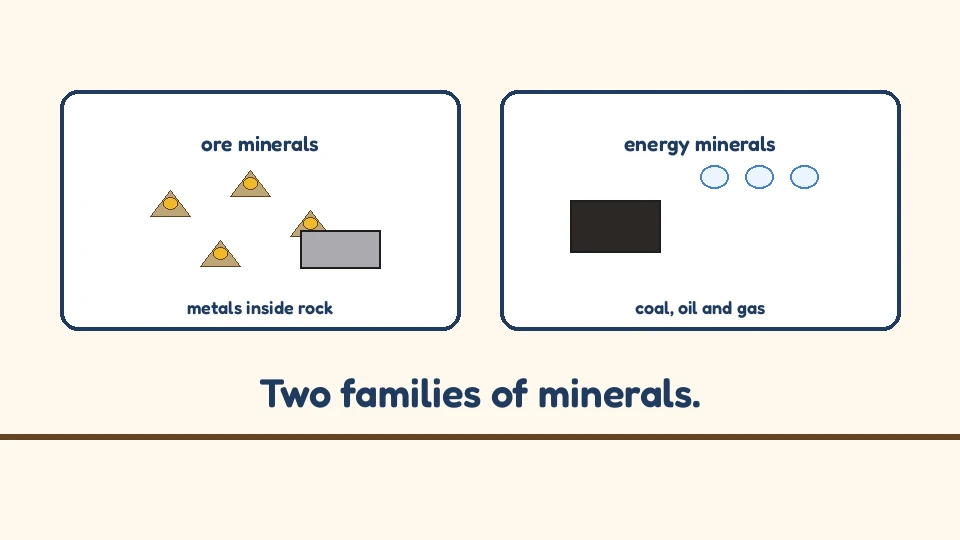 ore minerals
metals inside rock
energy minerals
coal, oil and gas
Two families of minerals.